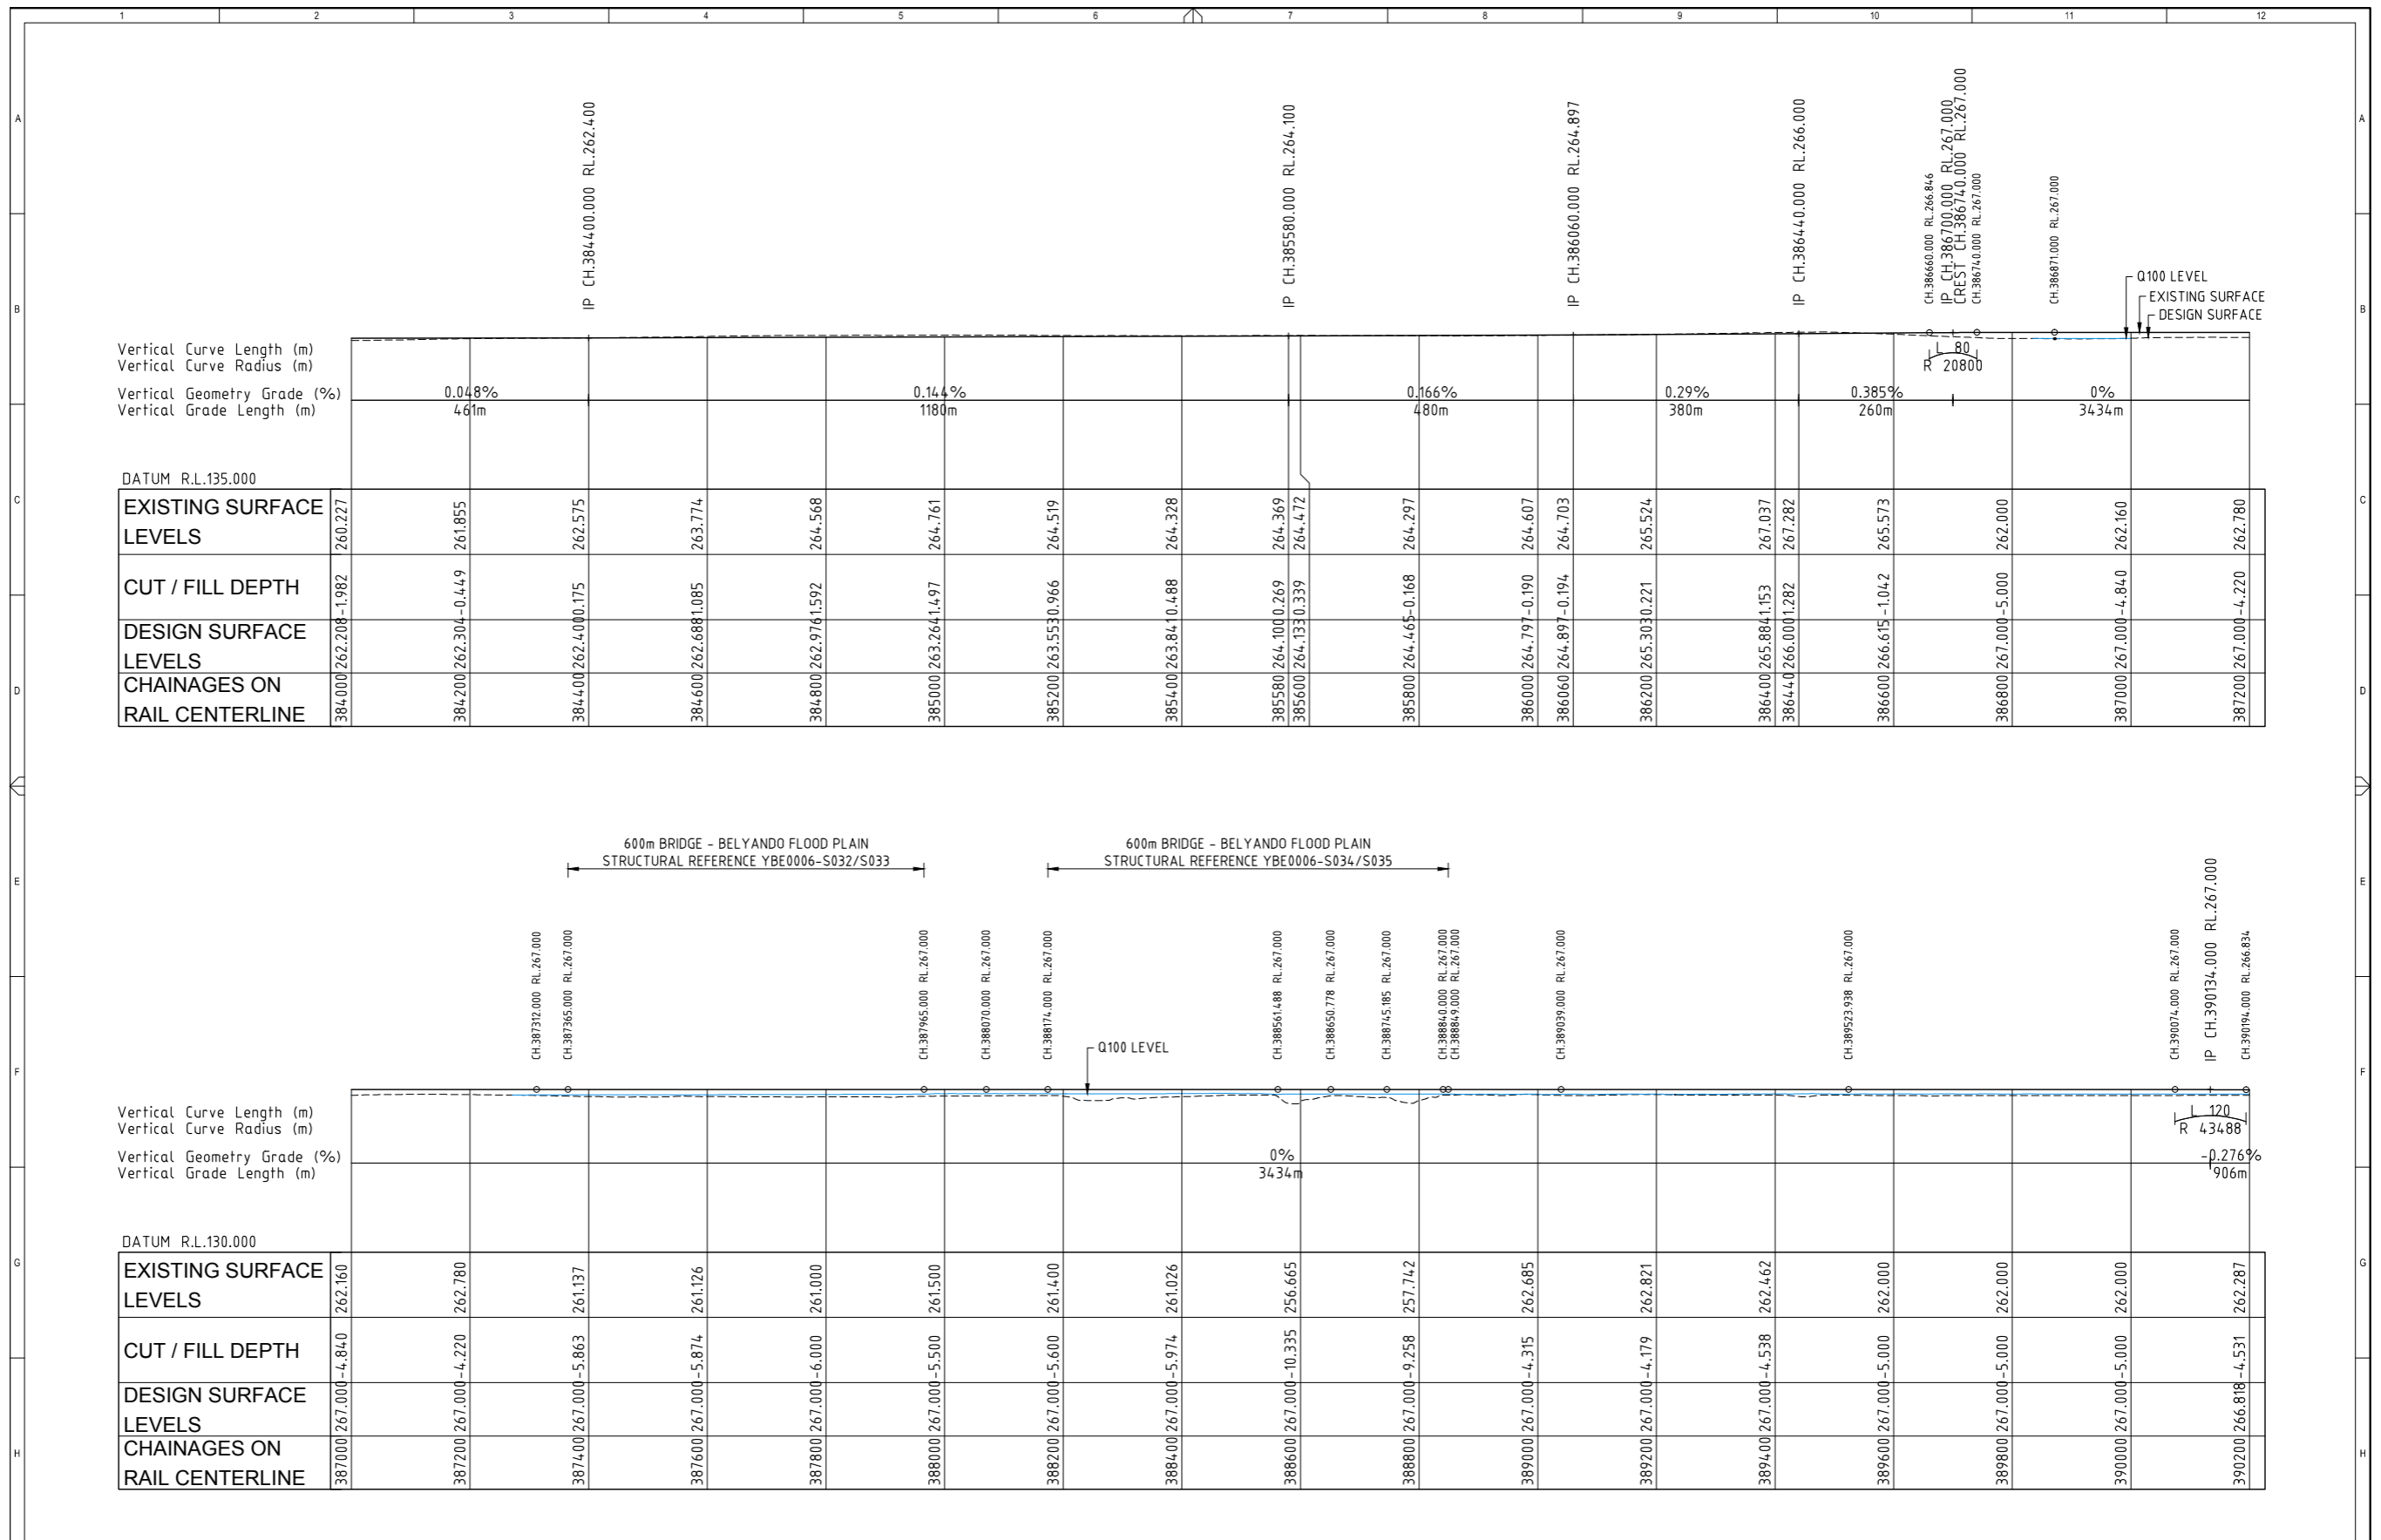 1 2 3 4 5 6 7 8 9 10 11 12
A
A
IP CH.384400.000 RL.262.400
IP CH.385580.000 RL.264.100
IP CH.386060.000 RL.264.897
IP CH.386440.000 RL.266.000
CH.386660.000 RL.266.846
IP CH.386700.000 RL.267.000
CREST CH.386740.000 RL.267.000
CH.386740.000 RL.267.000
CH.386871.000 RL.267.000
B
B
Q100 LEVEL
EXISTING SURFACE
DESIGN SURFACE
Vertical Curve Length (m)
L 80
Vertical Curve Radius (m)
R 20800
Vertical Geometry Grade (%) 0.048% 0.144% 0.166% 0.29% 0.385% 0%
Vertical Grade Length (m) 461m 1180m 480m 380m 260m 3434m
DATUM R.L.135.000
C
C
EXISTING SURFACE
LEVELS
260.227 261.855 262.575 263.774 264.568 264.761 264.519 264.328 264.369 264.472 264.297 264.607 264.703 265.524 267.037 267.282 265.573 262.000 262.160 262.780
CUT / FILL DEPTH
-1.982 -0.449 0.175 1.085 1.592 1.497 0.966 0.488 0.269 0.339 -0.168 -0.190 -0.194 0.221 1.153 1.282 -1.042 -5.000 -4.840 -4.220
DESIGN SURFACE
LEVELS
262.208 262.304 262.400 262.688 262.976 263.264 263.553 263.841 264.100 264.133 264.465 264.797 264.897 265.303 265.884 266.000 266.615 267.000 267.000 267.000
D
D
CHAINAGES ON
RAIL CENTERLINE
384000 384200 384400 384600 384800 385000 385200 385400 385580 385600 385800 386000 386060 386200 386400 386440 386600 386800 387000 387200
600m BRIDGE - BELYANDO FLOOD PLAIN
STRUCTURAL REFERENCE YBE0006-S032/S033
600m BRIDGE - BELYANDO FLOOD PLAIN
STRUCTURAL REFERENCE YBE0006-S034/S035
E
E
CH.387312.000 RL.267.000
CH.387365.000 RL.267.000
CH.387965.000 RL.267.000
CH.388070.000 RL.267.000
CH.388174.000 RL.267.000
CH.388561.488 RL.267.000
CH.388650.778 RL.267.000
CH.388745.185 RL.267.000
CH.388840.000 RL.267.000
CH.388849.000 RL.267.000
CH.389039.000 RL.267.000
CH.389523.938 RL.267.000
CH.390074.000 RL.267.000
IP CH.390134.000 RL.267.000
CH.390194.000 RL.266.834
Q100 LEVEL
F
F
Vertical Curve Length (m)
L 120
Vertical Curve Radius (m)
R 43488
Vertical Geometry Grade (%) 0% -0.276%
Vertical Grade Length (m) 3434m 906m
DATUM R.L.130.000
G
G
EXISTING SURFACE
LEVELS
262.160 262.780 261.137 261.126 261.000 261.500 261.400 261.026 256.665 257.742 262.685 262.821 262.462 262.000 262.000 262.000 262.287
CUT / FILL DEPTH
-4.840 -4.220 -5.863 -5.874 -6.000 -5.500 -5.600 -5.974 -10.335 -9.258 -4.315 -4.179 -4.538 -5.000 -5.000 -5.000 -4.531
DESIGN SURFACE
LEVELS
267.000 267.000 267.000 267.000 267.000 267.000 267.000 267.000 267.000 267.000 267.000 267.000 267.000 267.000 267.000 267.000 266.818
H
H
CHAINAGES ON
RAIL CENTERLINE
387000 387200 387400 387600 387800 388000 388200 388400 388600 388800 389000 389200 389400 389600 389800 390000 390200